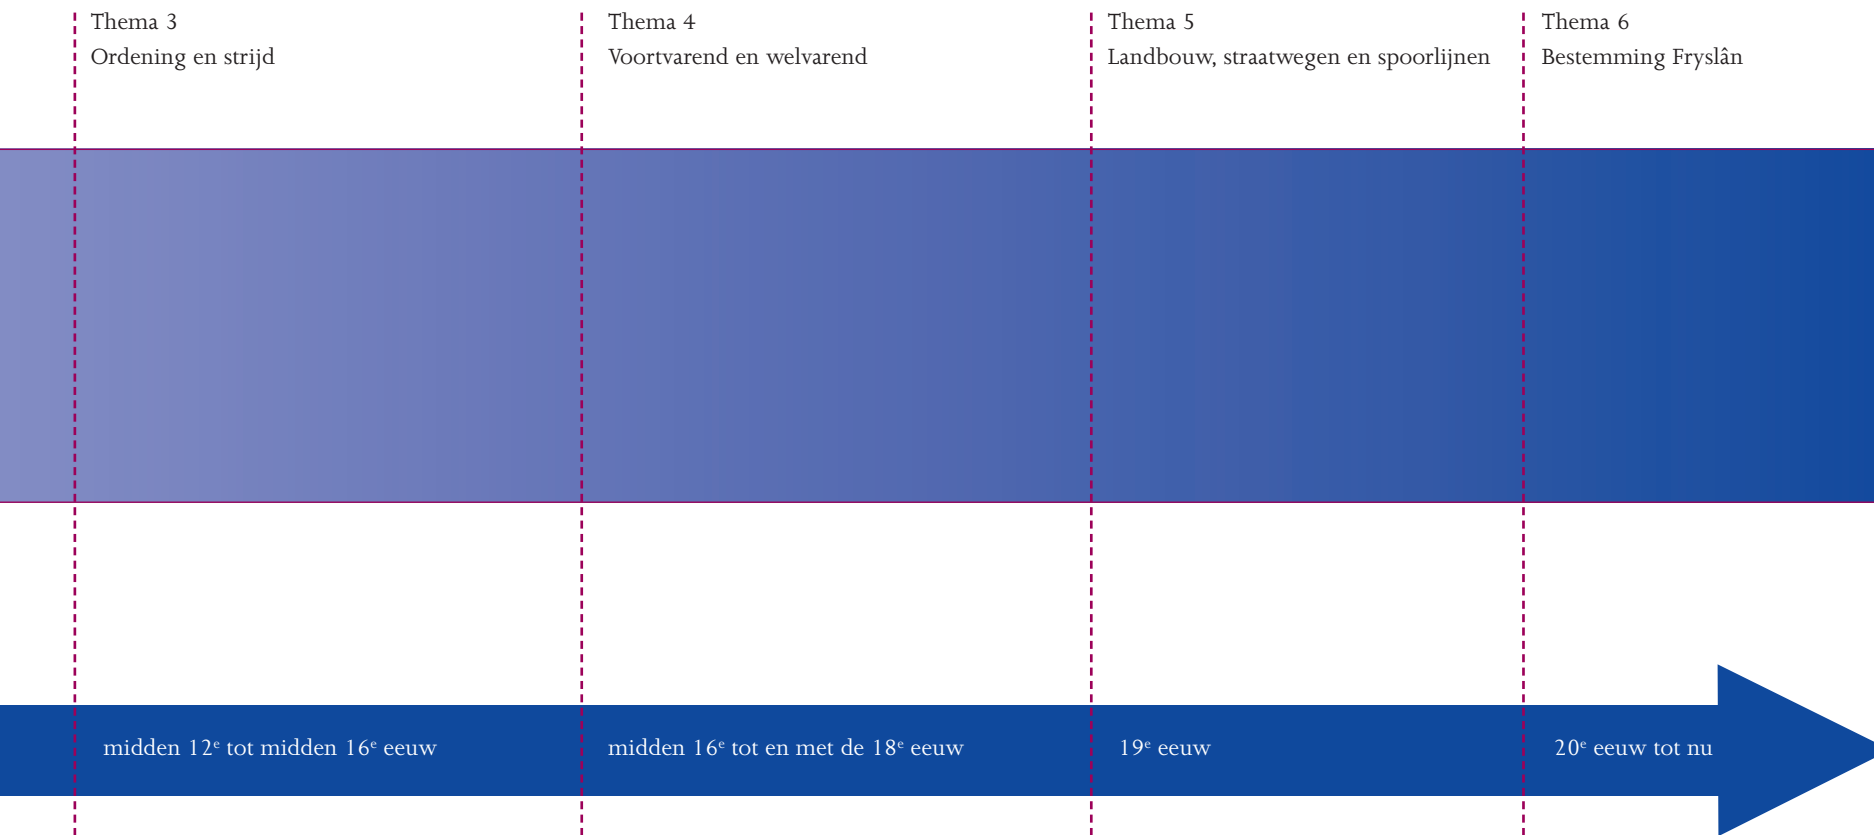 Thema 3
Ordening en strijd
Thema 4
Voortvarend en welvarend
Thema 5
Landbouw, straatwegen en spoorlijnen
Thema 6
Bestemming Fryslân
midden 12e tot midden 16e eeuw
midden 16e tot en met de 18e eeuw
19e eeuw
20e eeuw tot nu